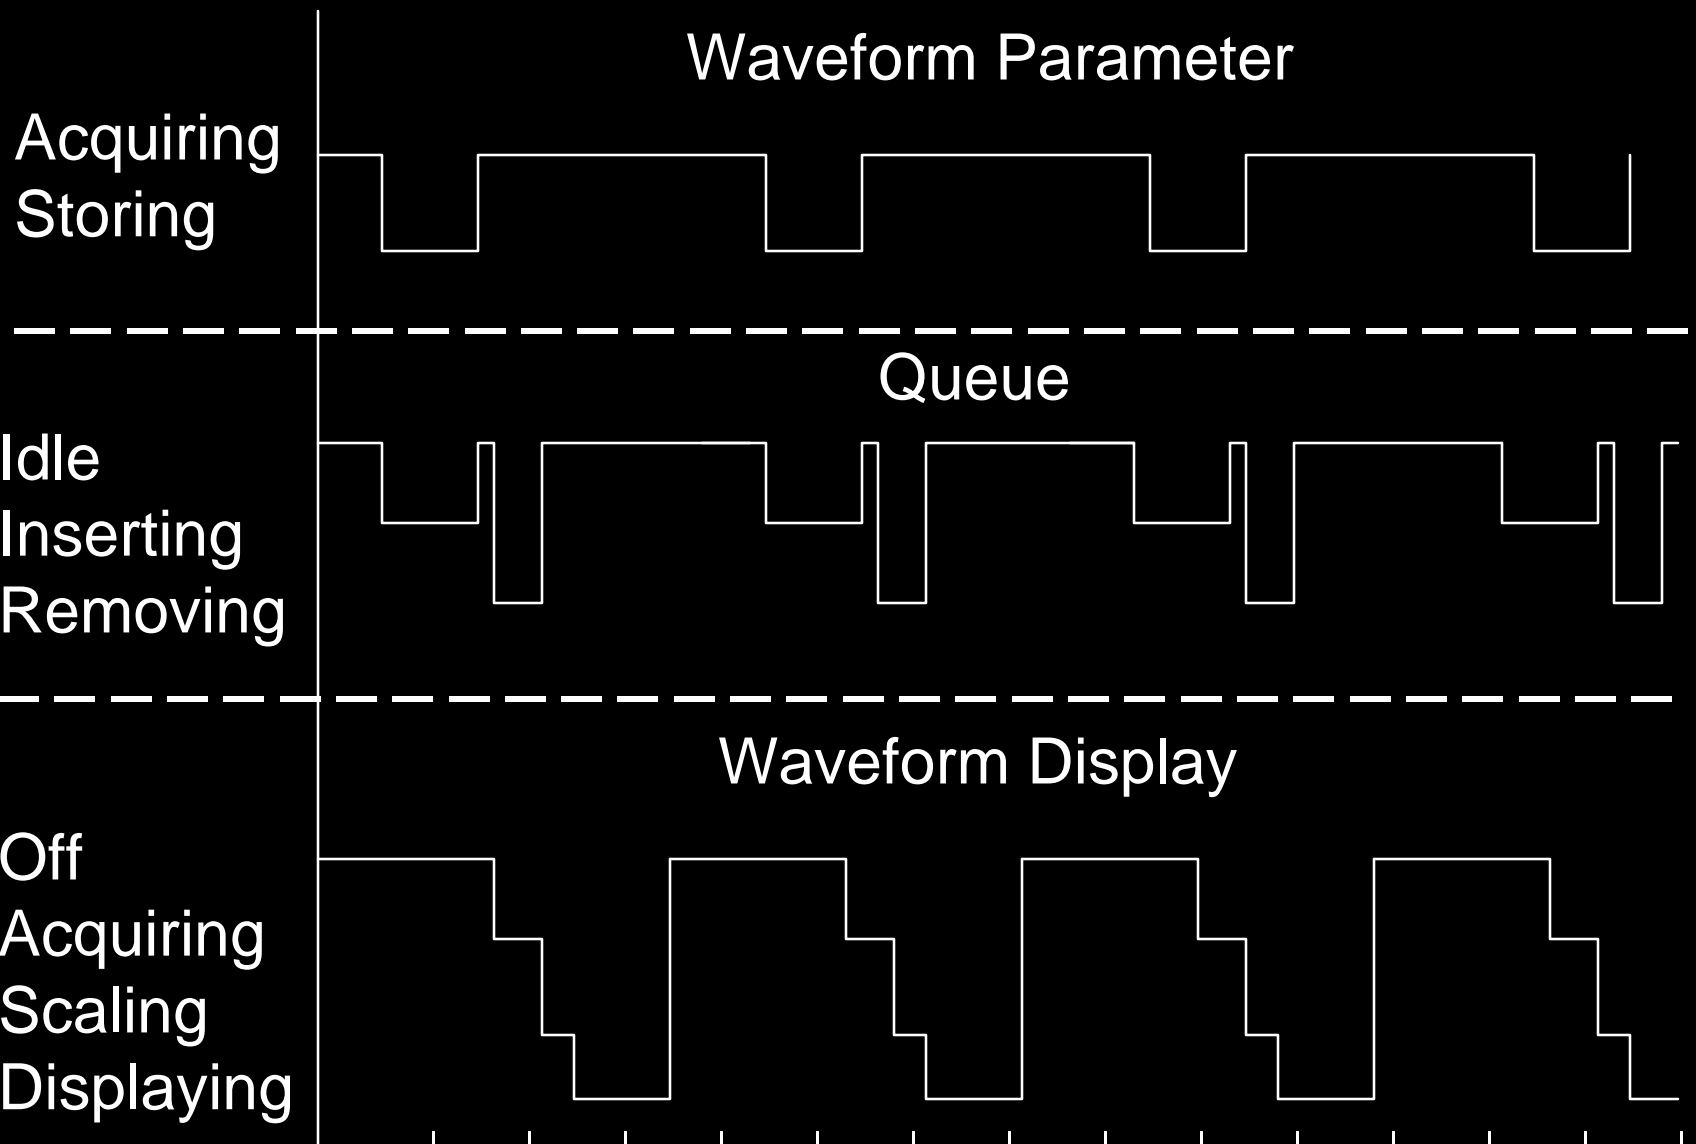 Waveform Parameter
Acquiring
Storing
Queue
Idle
Inserting
Removing
Waveform Display
Off
Acquiring
Scaling
Displaying